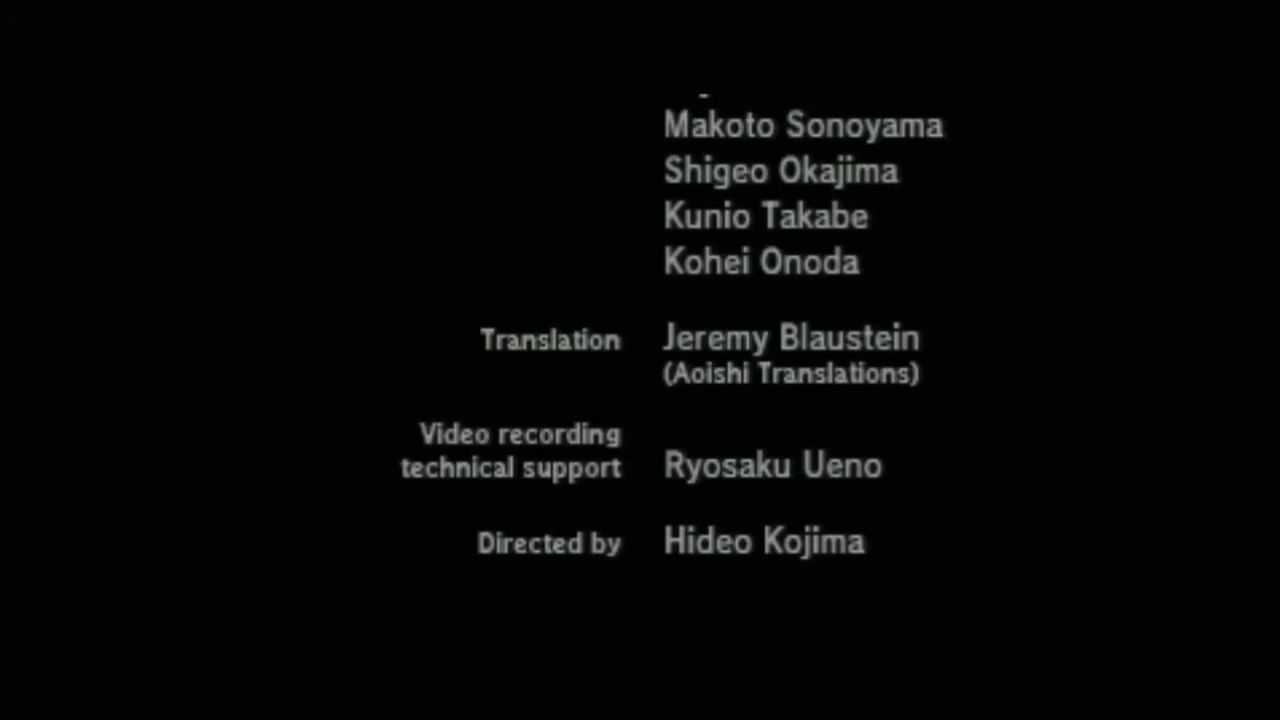 Makoto Sonoyama
Shigeo Okajima
Kunio Takabe
Kohei Onoda
Translation Jeremy Blaustein
(Aoishi Translations)
Video recording
technical support Ryosaku Ueno
Directed by Hideo Kojima